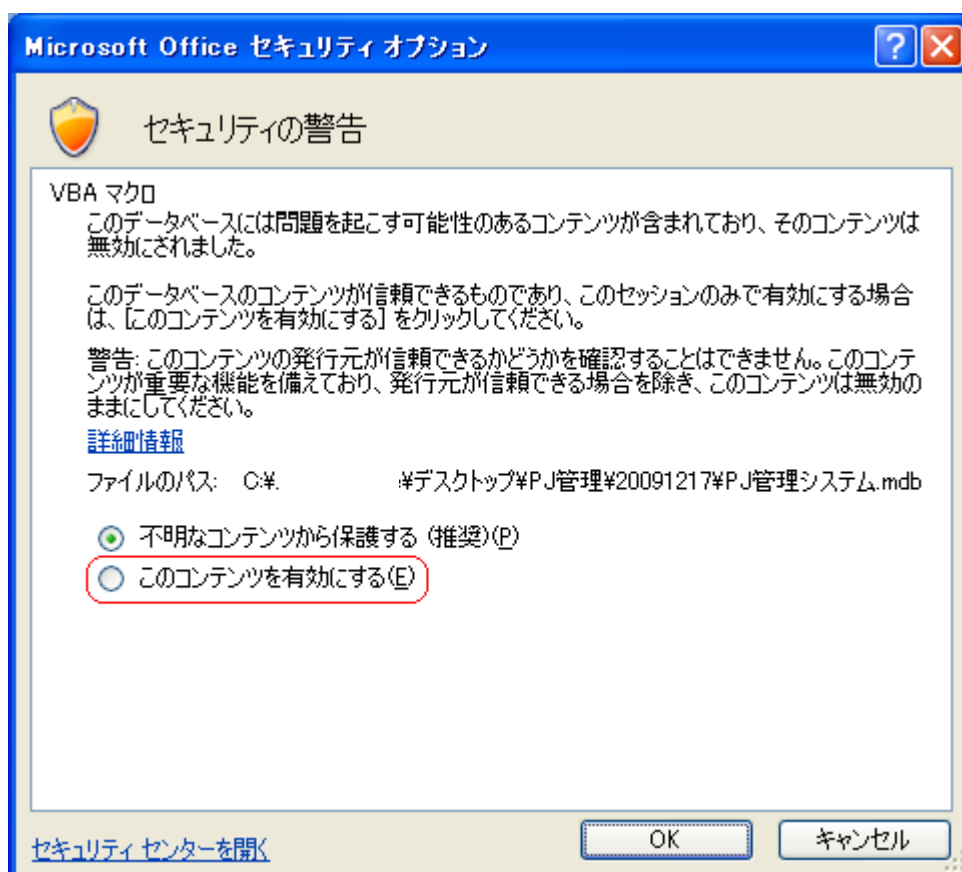 Microsoft Office セキュリティ オプション
セキュリティの警告
VBA マクロ
このデータベースには問題を起こす可能性のあるコンテンツが含まれており、そのコンテンツは
無効にされました。
このデータベースのコンテンツが信頼できるものであり、このセッションのみで有効にする場合
は、[このコンテンツを有効にする] をクリックしてください。
警告: このコンテンツの発行元が信頼できるかどうかを確認することはできません。このコンテ
ンツが重要な機能を備えており、発行元が信頼できる場合を除き、このコンテンツは無効の
ままにしてください。
詳細情報
ファイルのパス: C:¥. ¥デスクトップ¥PJ管理¥20091217¥PJ管理システム.mdb
不明なコンテンツから保護する (推奨)(P)
このコンテンツを有効にする(E)
セキュリティ センターを開く
OK
キャンセル